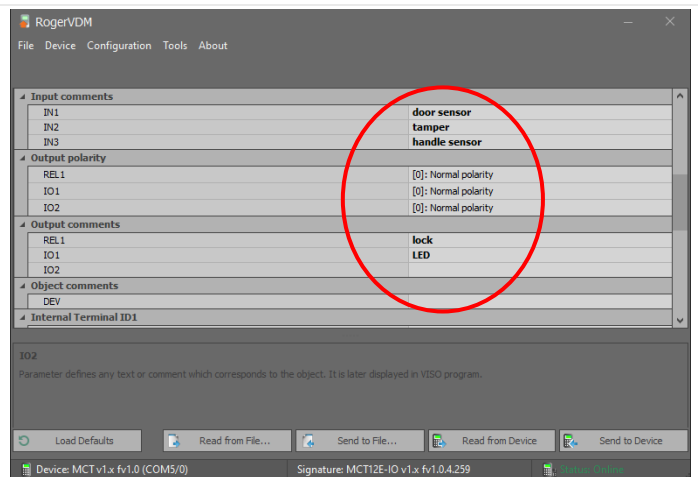 RogerVDM
File Device Configuration Tools About
Input comments
IN1 door sensor
IN2 tamper
IN3 handle sensor
Output polarity
REL1 [0]: Normal polarity
IO1 [0]: Normal polarity
IO2 [0]: Normal polarity
Output comments
REL1 lock
IO1 LED
IO2
Object comments
DEV
Internal Terminal ID1
IO2
Parameter defines any text or comment which corresponds to the object. It is later displayed in VISO program.
Load Defaults Read from File... Send to File... Read from Device Send to Device
Device: MCT v1.x fv1.0 (COM5/0) Signature: MCT12E-IO v1.x fv1.0.4.259 Status: Online